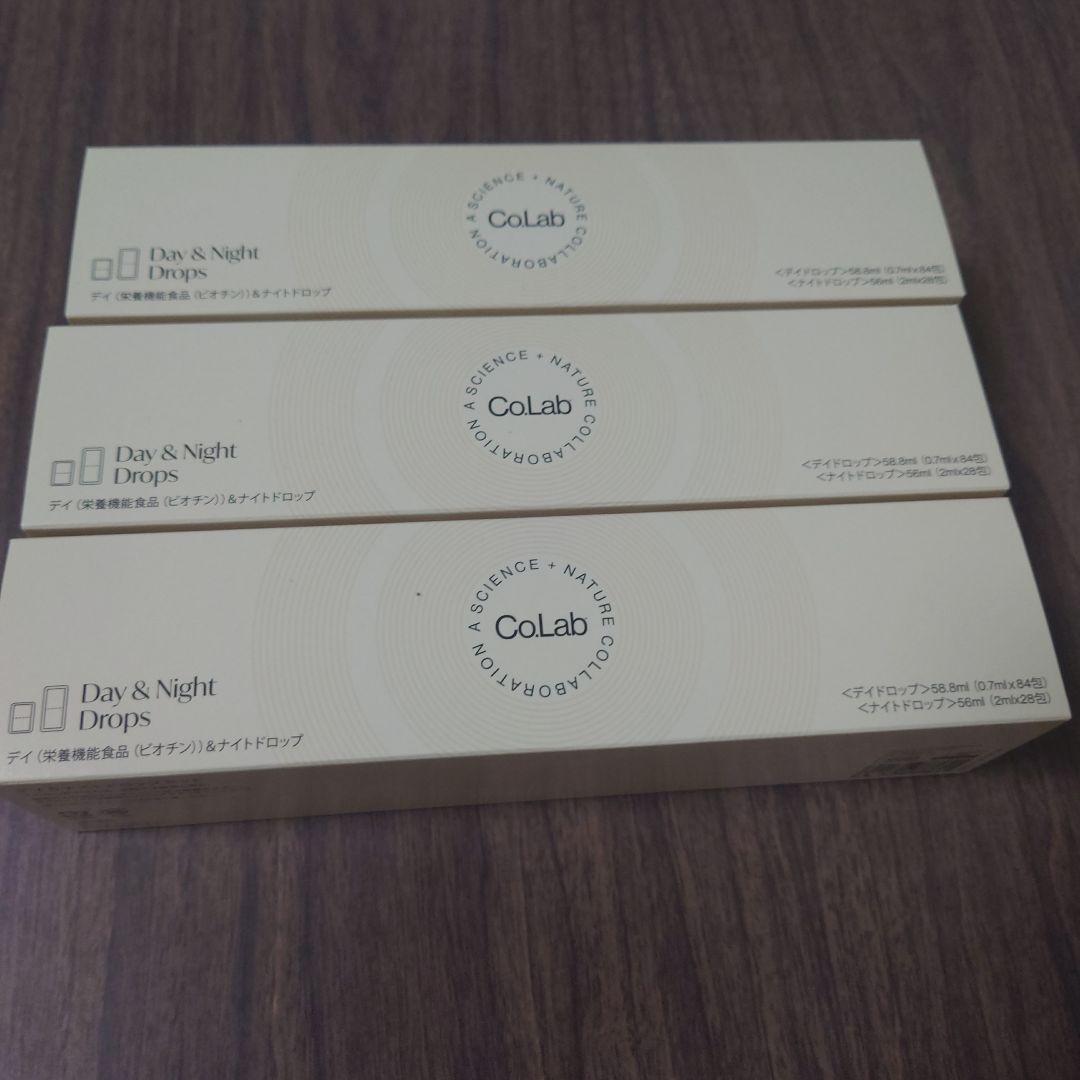 A SCIENCE + NATURE COLLABORATION
Co.Lab
Day & Night
Drops
デイ（栄養機能食品（ビオチン））＆ナイトドロップ
＜デイドロップ＞58.8ml（0.7ml×84包）
＜ナイトドロップ＞56ml（2ml×28包）
A SCIENCE + NATURE COLLABORATION
Co.Lab
Day & Night
Drops
デイ（栄養機能食品（ビオチン））＆ナイトドロップ
＜デイドロップ＞58.8ml（0.7ml×84包）
＜ナイトドロップ＞56ml（2ml×28包）
A SCIENCE + NATURE COLLABORATION
Co.Lab
Day & Night
Drops
デイ（栄養機能食品（ビオチン））＆ナイトドロップ
＜デイドロップ＞58.8ml（0.7ml×84包）
＜ナイトドロップ＞56ml（2ml×28包）